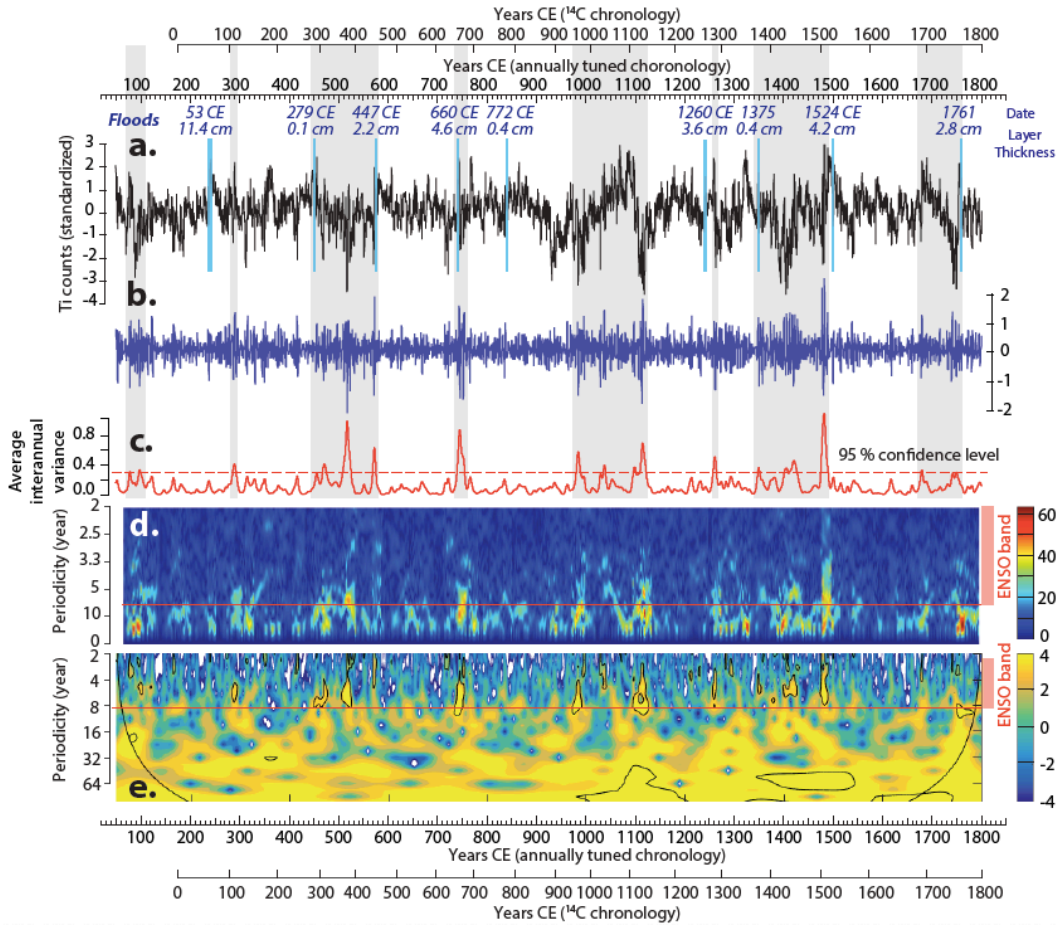 Years CE (¹⁴C chronology)
0 100 200 300 400 500 600 700 800 900 1000 1100 1200 1300 1400 1500 1600 1700 1800
Years CE (annually tuned choronology)
100 200 300 400 500 600 700 800 900 1000 1100 1200 1300 1400 1500 1600 1700 1800
Floods 53 CE 279 CE 447 CE 660 CE 772 CE 1260 CE 1375 1524 CE 1761 Date
11.4 cm 0.1 cm 2.2 cm 4.6 cm 0.4 cm 3.6 cm 0.4 cm 4.2 cm 2.8 cm Layer
Thickness
a.
Ti counts (standardized)
3
2
1
0
-1
-2
-3
-4
b.
2
1
0
-1
-2
c.
Average
interannual
variance
0.8
0.4
0.0
95 % confidence level
d.
Periodicity (year)
2
2.5
3.3
5
10
0
ENSO band
60
40
20
0
e.
Periodicity (year)
2
4
8
16
32
64
ENSO band
4
2
0
-2
-4
100 200 300 400 500 600 700 800 900 1000 1100 1200 1300 1400 1500 1600 1700 1800
Years CE (annually tuned chronology)
0 100 200 300 400 500 600 700 800 900 1000 1100 1200 1300 1400 1500 1600 1700 1800
Years CE (¹⁴C chronology)